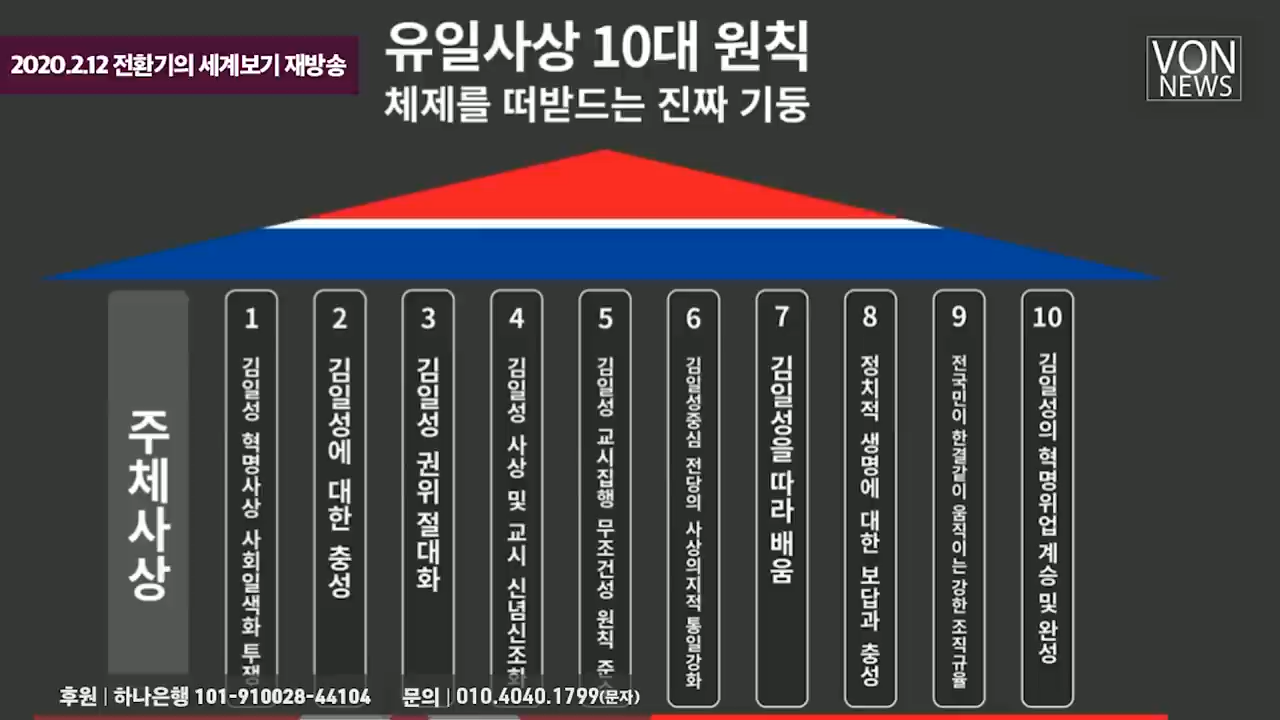 2020.2.12 전환기의 세계보기 재방송
유일사상 10대 원칙
체제를 떠받드는 진짜 기둥
VON
NEWS
주체사상
1
김일성 혁명사상 사회일색화 투쟁
2
김일성에 대한 충성
3
김일성 권위 절대화
4
김일성 사상 및 교시 신념신조화
5
김일성 교시집행 무조건성 원칙 준
6
김일성중심 전당의 사상의지적 통일강화
7
김일성을 따라 배움
8
정치적 생명에 대한 보답과 충성
9
전국민이 한결같이 움직이는 강한 조직규율
10
김일성의 혁명위업 계승 및 완성
후원 | 하나은행 101-910028-44104 문의 | 010.4040.1799(문자)